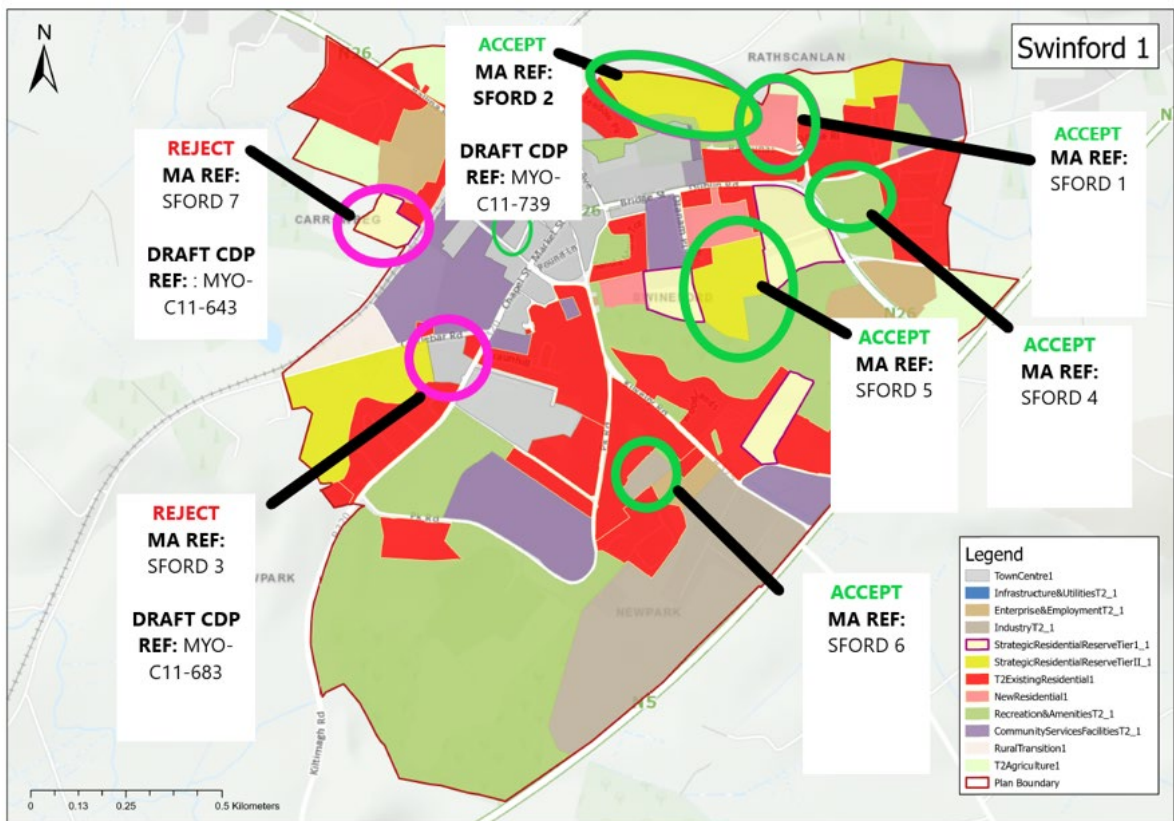 Swinford 1
N
N26
RATHSCANLAN
ACCEPT
MA REF:
SFORD 2
DRAFT CDP
REF: MYO-
C11-739
REJECT
MA REF:
SFORD 7
DRAFT CDP
REF: : MYO-
C11-643
ACCEPT
MA REF:
SFORD 1
Bridge St
Market St
Pound Ln
Chapel St
ACCEPT
MA REF:
SFORD 5
ACCEPT
MA REF:
SFORD 4
N26
REJECT
MA REF:
SFORD 3
DRAFT CDP
REF: MYO-
C11-683
Pk Rd
NEWPARK
ACCEPT
MA REF:
SFORD 6
N5
Kiltimagh Rd
Legend
TownCentre1
Infrastructure&UtilitiesT2_1
Enterprise&EmploymentT2_1
IndustryT2_1
StrategicResidentialReserveTier1_1
StrategicResidentialReserveTierII_1
T2ExistingResidential1
NewResidential1
Recreation&AmenitiesT2_1
CommunityServicesFacilitiesT2_1
RuralTransition1
T2Agriculture1
Plan Boundary
0 0.13 0.25 0.5 Kilometers